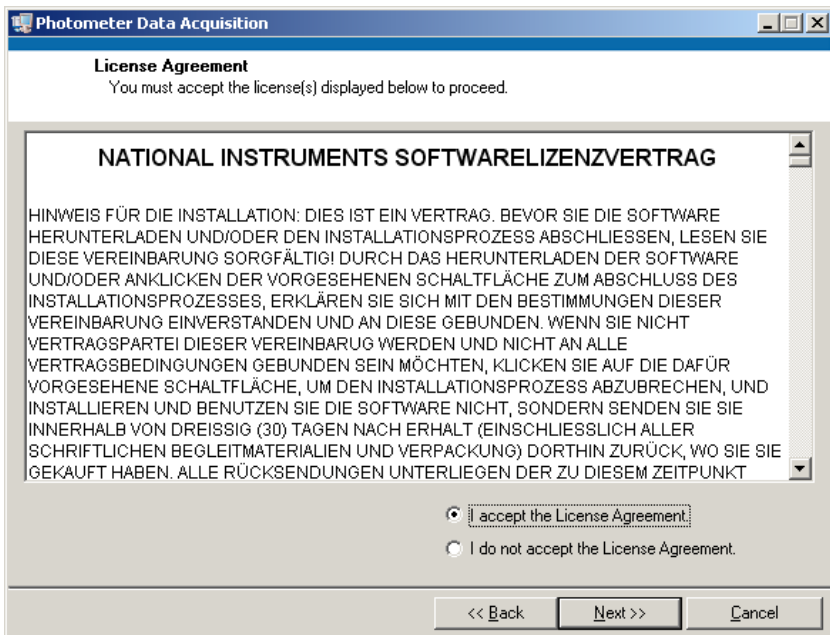 Photometer Data Acquisition
License Agreement
You must accept the license(s) displayed below to proceed.
NATIONAL INSTRUMENTS SOFTWARELIZENZVERTRAG
HINWEIS FÜR DIE INSTALLATION: DIES IST EIN VERTRAG. BEVOR SIE DIE SOFTWARE
HERUNTERLADEN UND/ODER DEN INSTALLATIONSPROZESS ABSCHLIESSEN, LESEN SIE
DIESE VEREINBARUNG SORGFÄLTIG! DURCH DAS HERUNTERLADEN DER SOFTWARE
UND/ODER ANKLICKEN DER VORGESEHENEN SCHALTFLÄCHE ZUM ABSCHLUSS DES
INSTALLATIONSPROZESSES, ERKLÄREN SIE SICH MIT DEN BESTIMMUNGEN DIESER
VEREINBARUNG EINVERSTANDEN UND AN DIESE GEBUNDEN. WENN SIE NICHT
VERTRAGSPARTEI DIESER VEREINBARUG WERDEN UND NICHT AN ALLE
VERTRAGSBEDINGUNGEN GEBUNDEN SEIN MÖCHTEN, KLICKEN SIE AUF DIE DAFÜR
VORGESEHENE SCHALTFLÄCHE, UM DEN INSTALLATIONSPROZESS ABZUBRECHEN, UND
INSTALLIEREN UND BENUTZEN SIE DIE SOFTWARE NICHT, SONDERN SENDEN SIE SIE
INNERHALB VON DREISSIG (30) TAGEN NACH ERHALT (EINSCHLIESSLICH ALLER
SCHRIFTLICHEN BEGLEITMATERIALIEN UND VERPACKUNG) DORTHIN ZURÜCK, WO SIE SIE
GEKAUFT HABEN. ALLE RÜCKSENDUNGEN UNTERLIEGEN DER ZU DIESEM ZEITPUNKT
I accept the License Agreement.
I do not accept the License Agreement.
<< Back Next >> Cancel